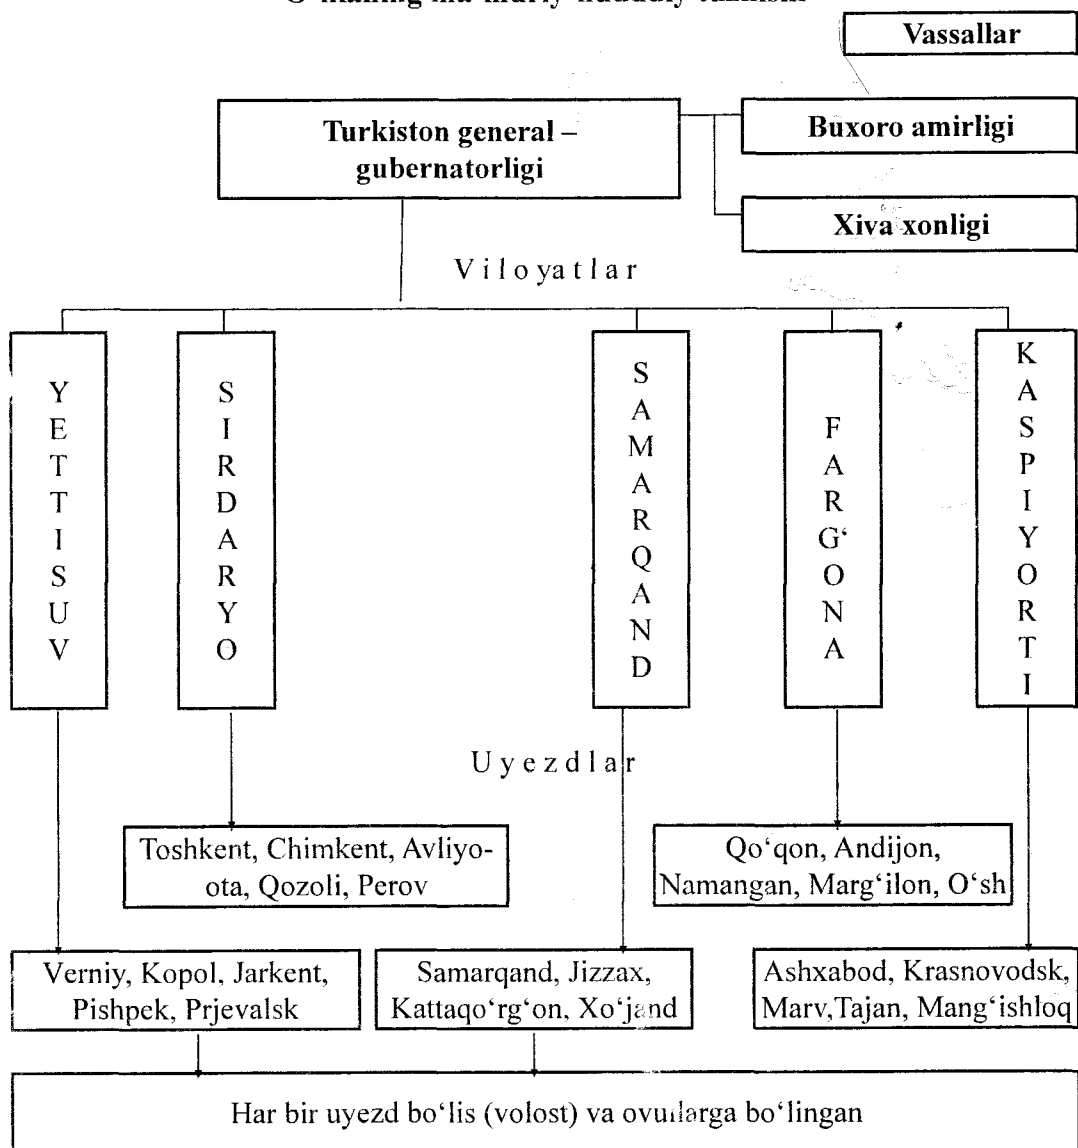 Vassallar
Turkiston general –
gubernatorligi
Buxoro amirligi
Xiva xonligi
Viloyatlar
YETTISUV
SIRDARYO
SAMARQAND
FARG‘ONA
KASPIYORTI
Uyezdlar
Toshkent, Chimkent, Avliyo-
ota, Qozoli, Perov
Qo‘qon, Andijon,
Namangan, Marg‘ilon, O‘sh
Verniy, Kopol, Jarkent,
Pishpek, Prjevalsk
Samarqand, Jizzax,
Kattaqo‘rg‘on, Xo‘jand
Ashxabod, Krasnovodsk,
Marv,Tajan, Mang‘ishloq
Har bir uyezd bo‘lis (volost) va ovullarga bo‘lingan